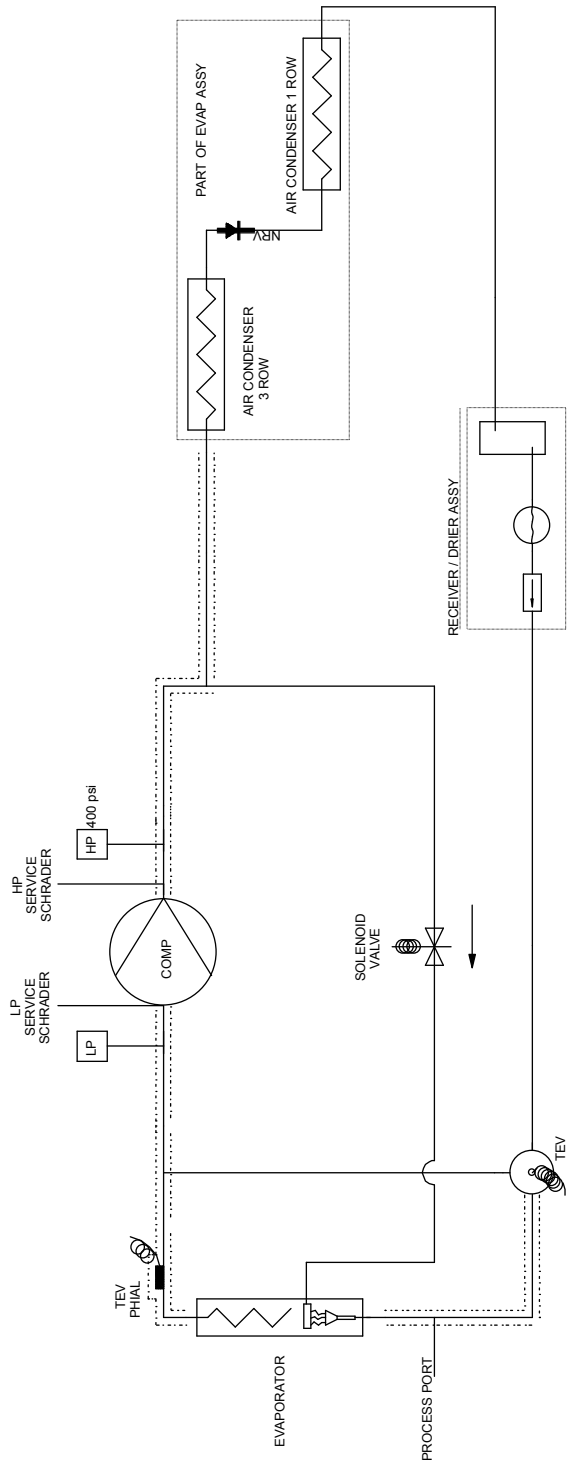 PART OF EVAP ASSY
AIR CONDENSER 1 ROW
NRV
AIR CONDENSER
3 ROW
RECEIVER / DRIER ASSY
HP 400 psi
HP
SERVICE
SCHRADER
COMP
LP
SERVICE
SCHRADER
LP
SOLENOID
VALVE
TEV
PHIAL
TEV
EVAPORATOR
PROCESS PORT